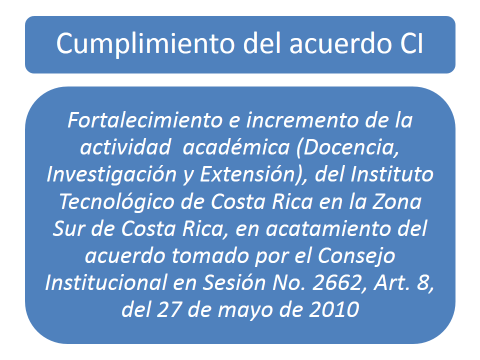 Cumplimiento del acuerdo CI
Fortalecimiento e incremento de la
actividad académica (Docencia,
Investigación y Extensión), del Instituto
Tecnológico de Costa Rica en la Zona
Sur de Costa Rica, en acatamiento del
acuerdo tomado por el Consejo
Institucional en Sesión No. 2662, Art. 8,
del 27 de mayo de 2010